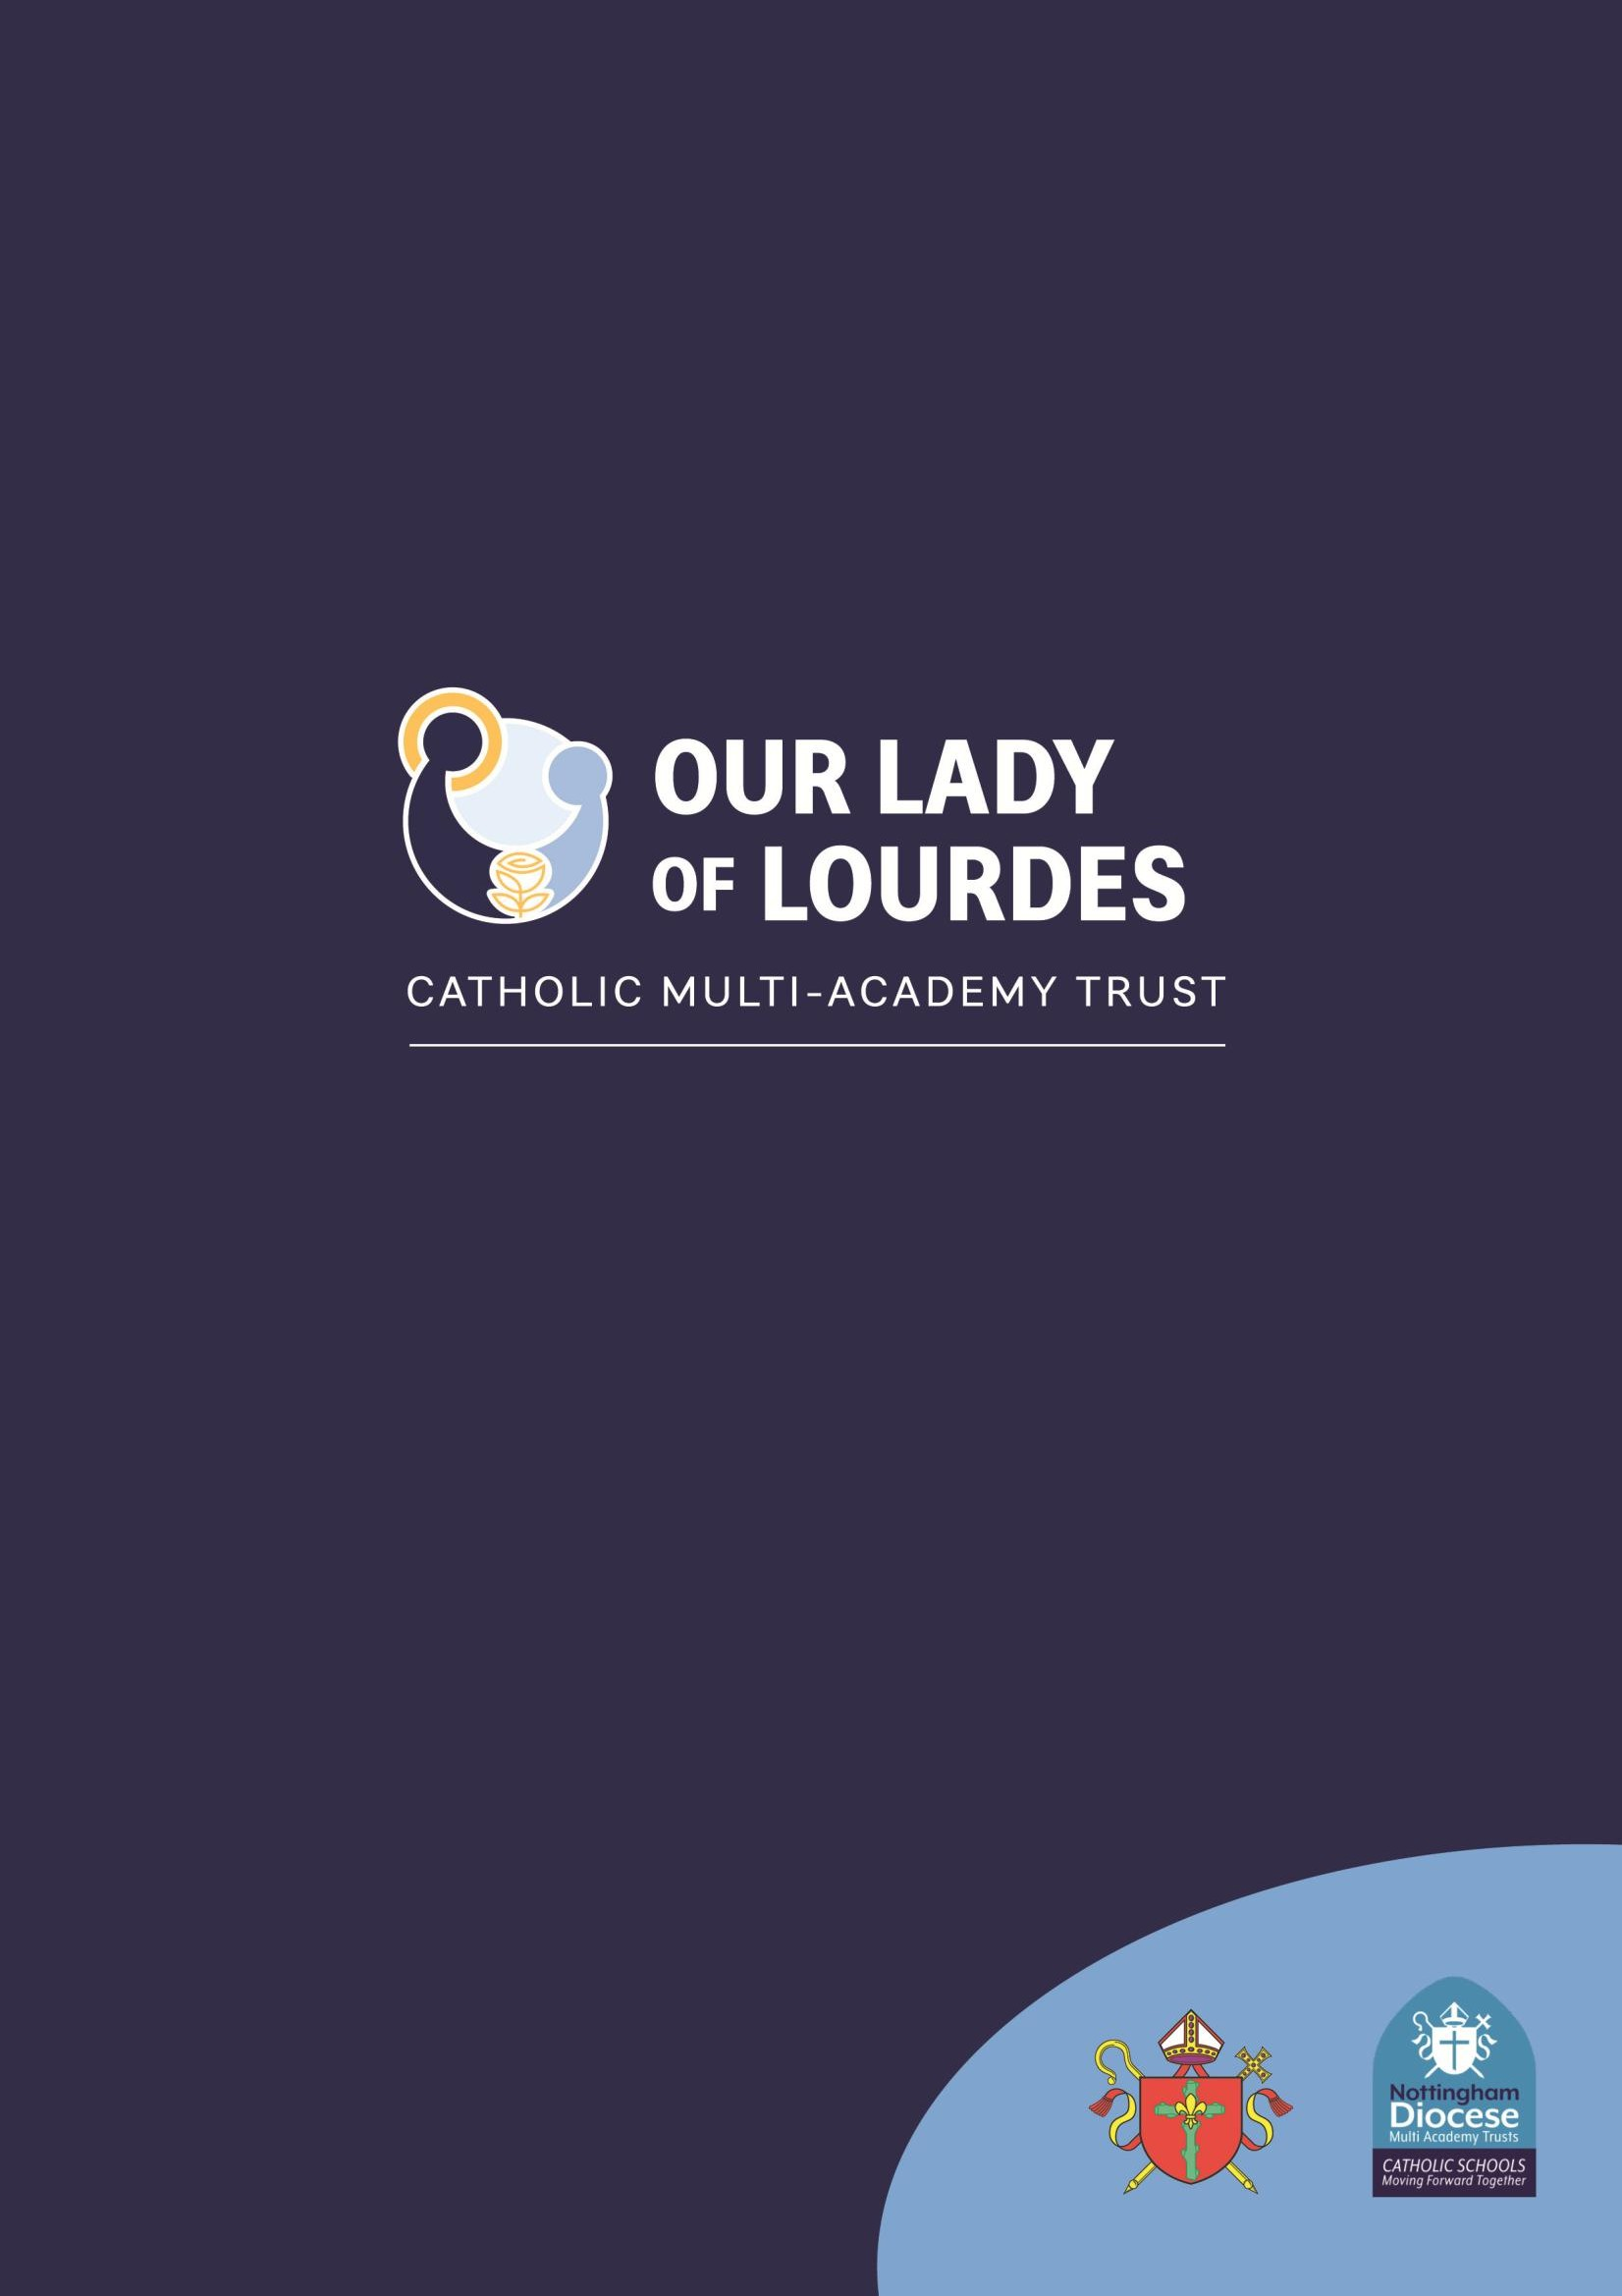 OUR LADY
OF LOURDES
CATHOLIC MULTI-ACADEMY TRUST
Nottingham
Diocese
Multi Academy Trusts
CATHOLIC SCHOOLS
Moving Forward Together